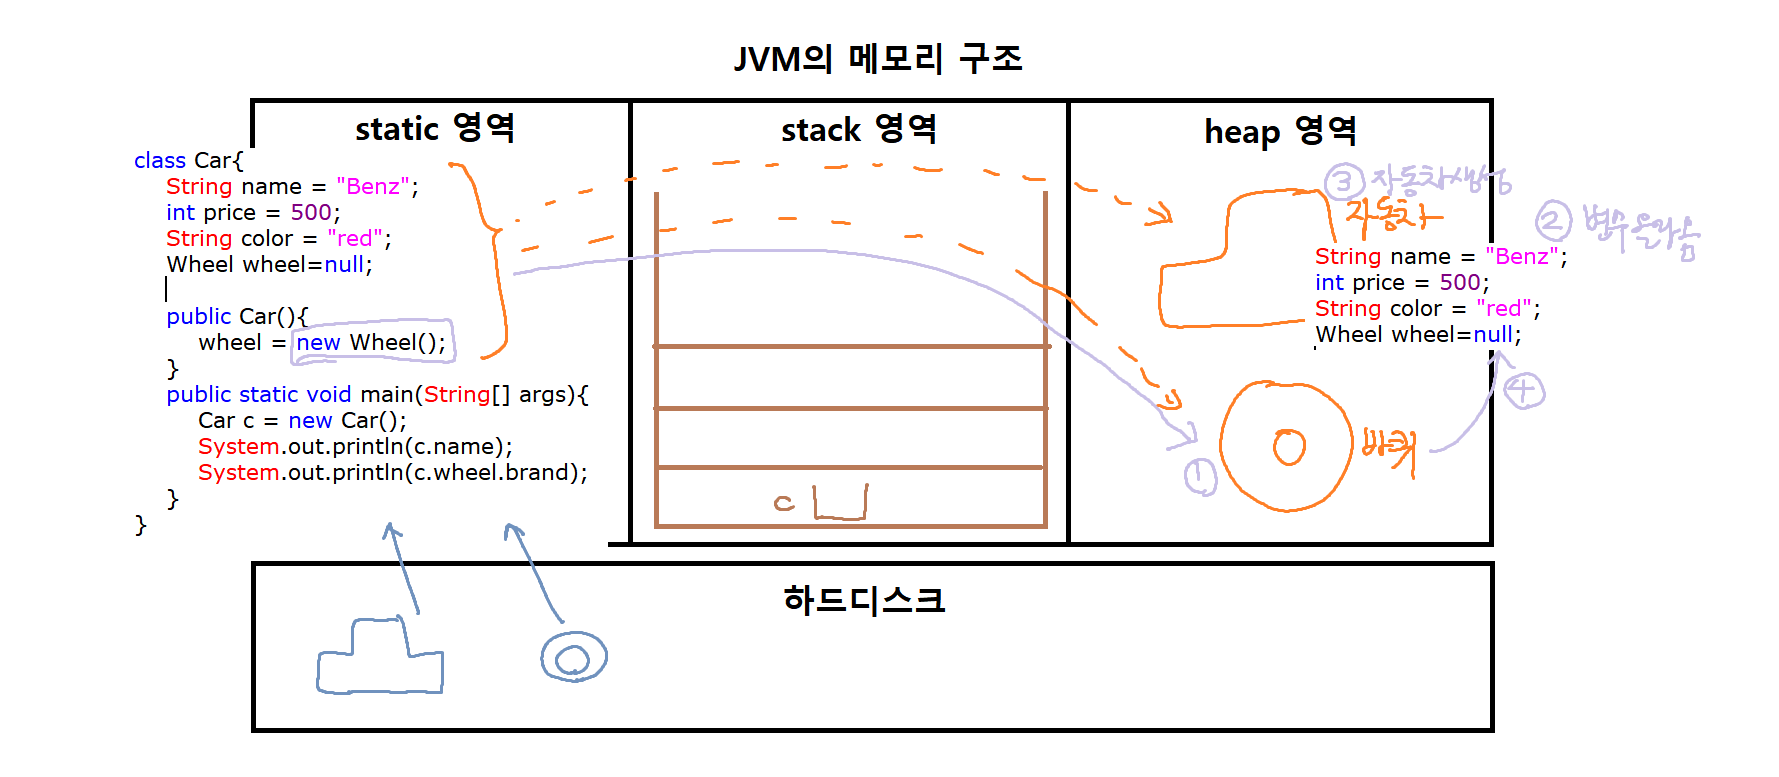 JVM의 메모리 구조
static 영역
stack 영역
heap 영역
class Car{
String name = "Benz";
int price = 500;
String color = "red";
Wheel wheel=null;
public Car(){
wheel = new Wheel();
}
public static void main(String[] args){
Car c = new Car();
System.out.println(c.name);
System.out.println(c.wheel.brand);
}
}
c
③ 자동차생성
자동차
② 변수올라옴
String name = "Benz";
int price = 500;
String color = "red";
Wheel wheel=null;
④
바퀴
①
하드디스크